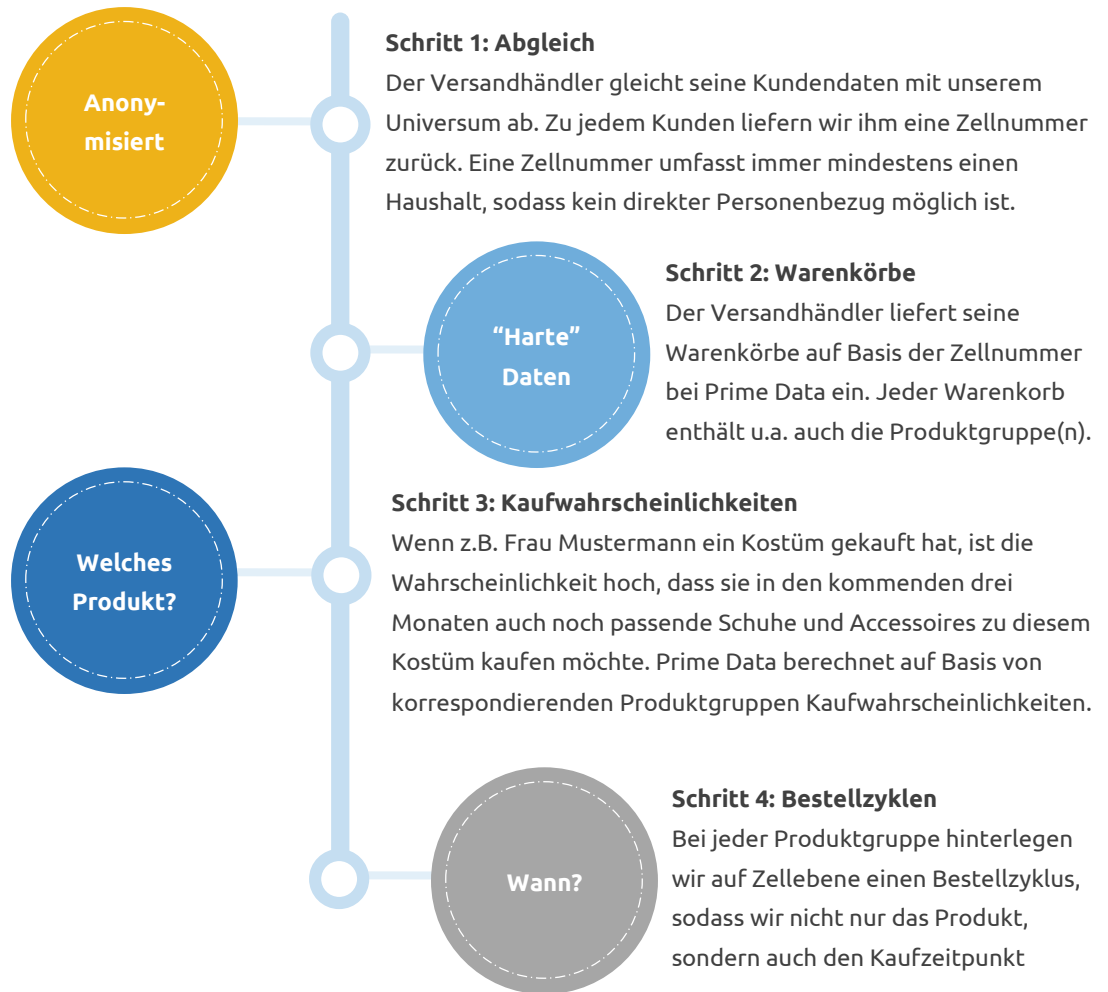 Anony-
misiert
Schritt 1: Abgleich
Der Versandhändler gleicht seine Kundendaten mit unserem
Universum ab. Zu jedem Kunden liefern wir ihm eine Zellnummer
zurück. Eine Zellnummer umfasst immer mindestens einen
Haushalt, sodass kein direkter Personenbezug möglich ist.
“Harte”
Daten
Schritt 2: Warenkörbe
Der Versandhändler liefert seine
Warenkörbe auf Basis der Zellnummer
bei Prime Data ein. Jeder Warenkorb
enthält u.a. auch die Produktgruppe(n).
Welches
Produkt?
Schritt 3: Kaufwahrscheinlichkeiten
Wenn z.B. Frau Mustermann ein Kostüm gekauft hat, ist die
Wahrscheinlichkeit hoch, dass sie in den kommenden drei
Monaten auch noch passende Schuhe und Accessoires zu diesem
Kostüm kaufen möchte. Prime Data berechnet auf Basis von
korrespondierenden Produktgruppen Kaufwahrscheinlichkeiten.
Wann?
Schritt 4: Bestellzyklen
Bei jeder Produktgruppe hinterlegen
wir auf Zellebene einen Bestellzyklus,
sodass wir nicht nur das Produkt,
sondern auch den Kaufzeitpunkt